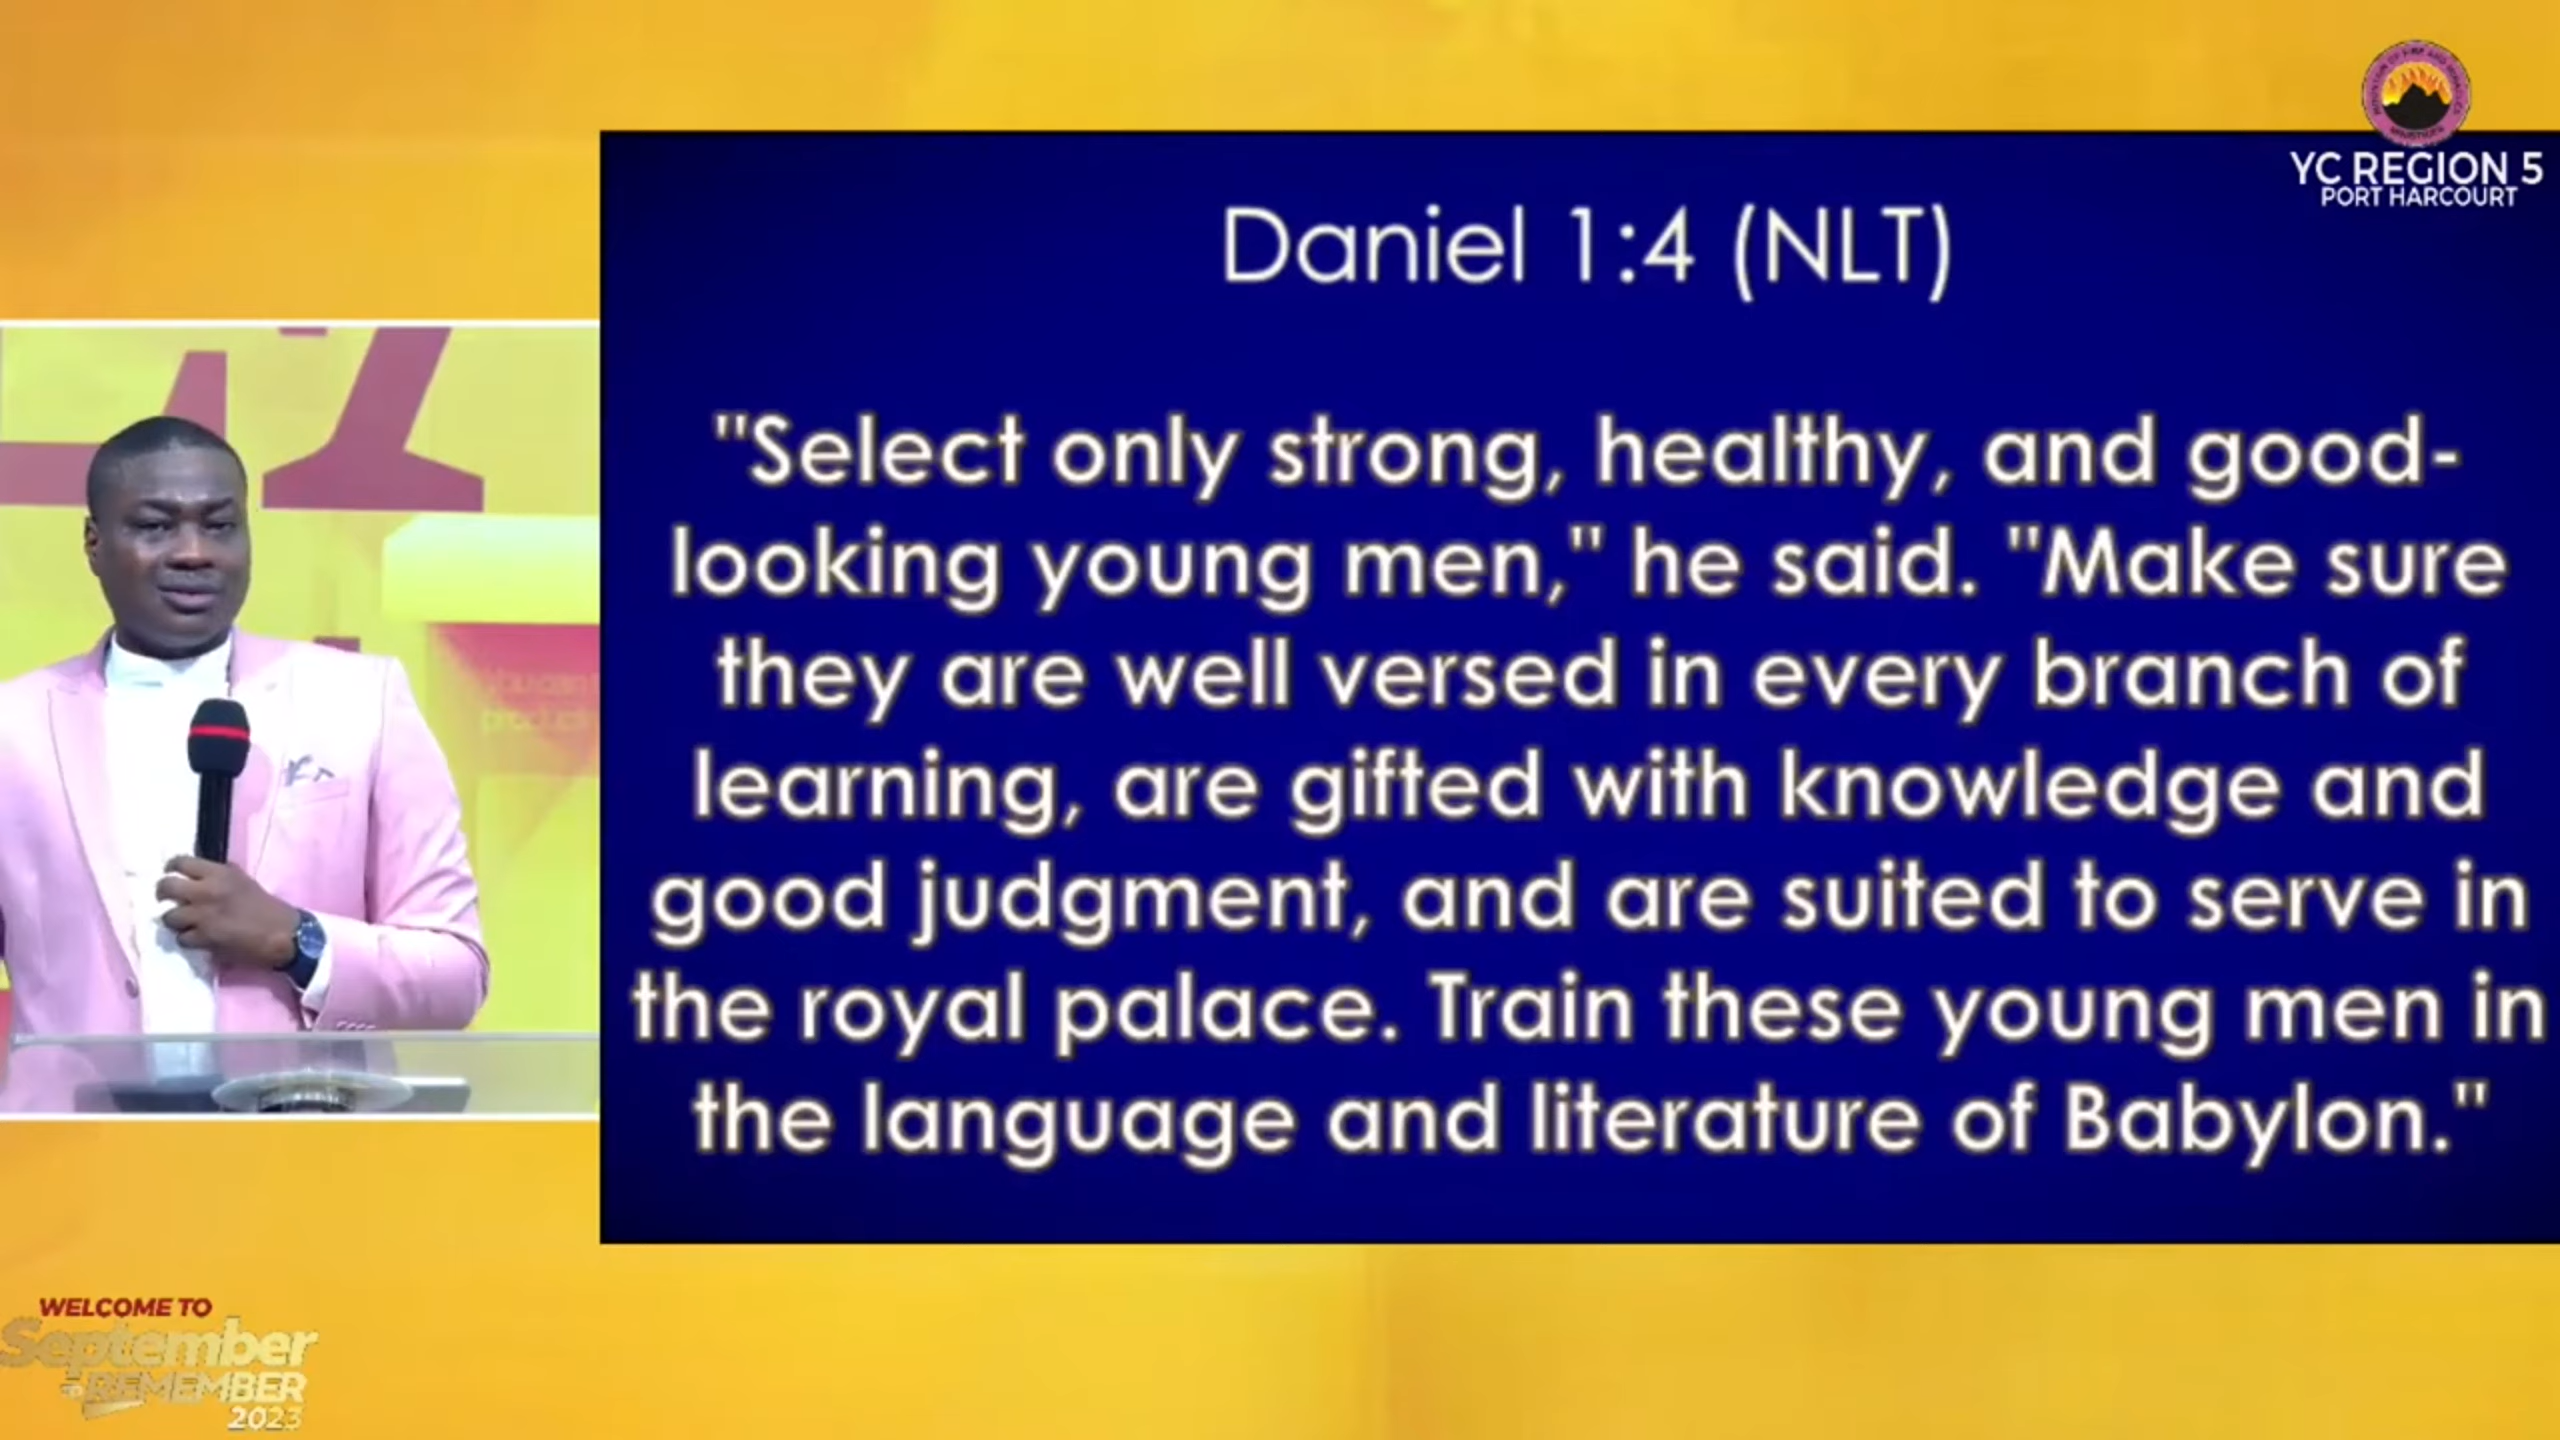 YC REGION 5
PORT HARCOURT
Daniel 1:4 (NLT)
"Select only strong, healthy, and good-
looking young men," he said. "Make sure
they are well versed in every branch of
learning, are gifted with knowledge and
good judgment, and are suited to serve in
the royal palace. Train these young men in
the language and literature of Babylon."
WELCOME TO
September
TO REMEMBER
2023